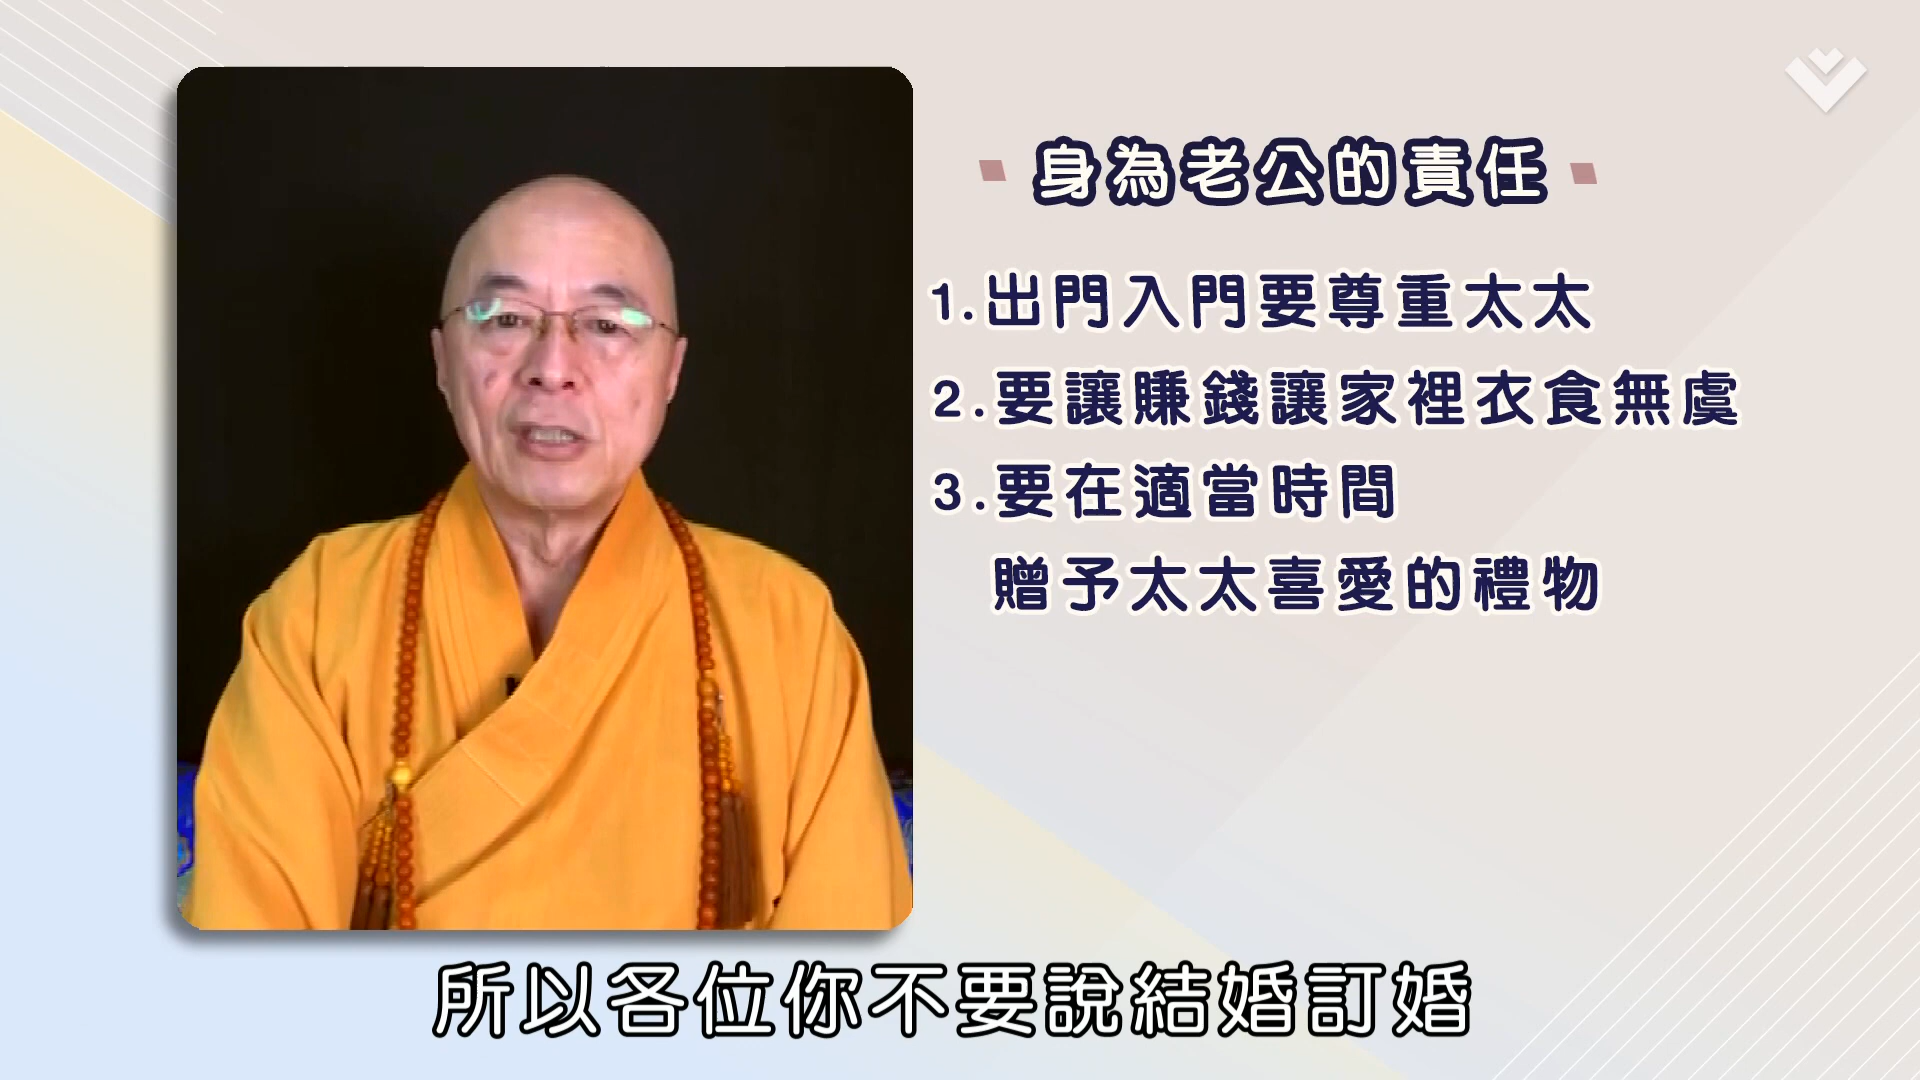 身為老公的責任
1.出門入門要尊重太太
2.要讓賺錢讓家裡衣食無虞
3.要在適當時間
贈予太太喜愛的禮物
所以各位你不要說結婚訂婚